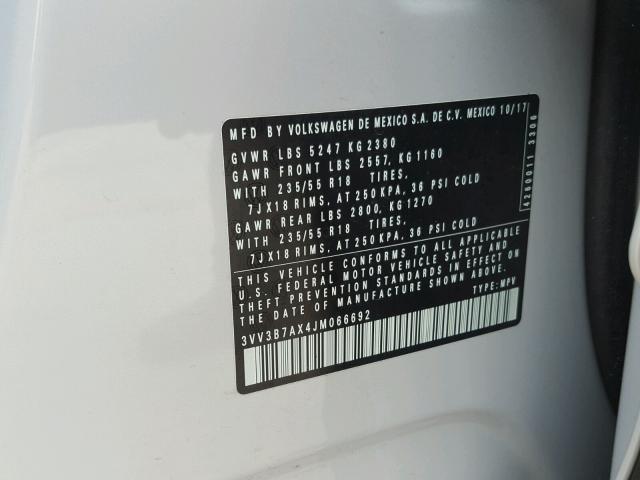 MFD BY VOLKSWAGEN DE MEXICO S.A. DE C.V. MEXICO 10/17
GVWR LBS 5247 KG 2380
GAWR FRONT LBS 2557, KG 1160
WITH 235/55 R18 TIRES,
7JX18 RIMS, AT 250 KPA, 36 PSI COLD
GAWR REAR LBS 2800, KG 1270
WITH 235/55 R18 TIRES,
7JX18 RIMS, AT 250 KPA, 36 PSI COLD
THIS VEHICLE CONFORMS TO ALL APPLICABLE
U.S. FEDERAL MOTOR VEHICLE SAFETY AND
THEFT PREVENTION STANDARDS IN EFFECT ON
THE DATE OF MANUFACTURE SHOWN ABOVE.
TYPE: MPV
3VV3B7AX4JM066692
4260011 3306